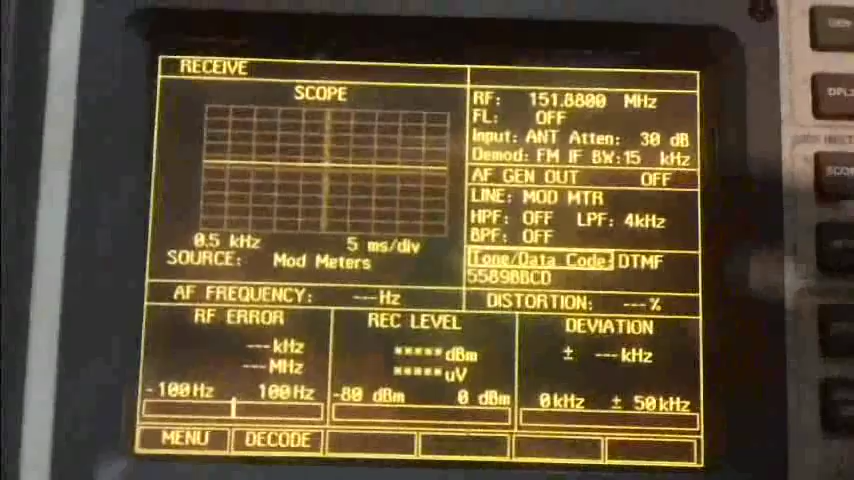 RECEIVE
SCOPE
0.5 kHz 5 ms/div
SOURCE: Mod Meters
RF: 151.8800 MHz
FL: OFF
Input: ANT Atten: 30 dB
Demod: FM IF BW:15 kHz
AF GEN OUT OFF
LINE: MOD MTR
HPF: OFF LPF: 4kHz
BPF: OFF
Tone/Data Code: DTMF
55898BCD
AF FREQUENCY: ---Hz
DISTORTION: ---%
RF ERROR
---kHz
---MHz
-100Hz 100Hz
REC LEVEL
*****dBm
*****uV
-80 dBm 0 dBm
DEVIATION
± ---kHz
0kHz ± 50kHz
MENU DECODE